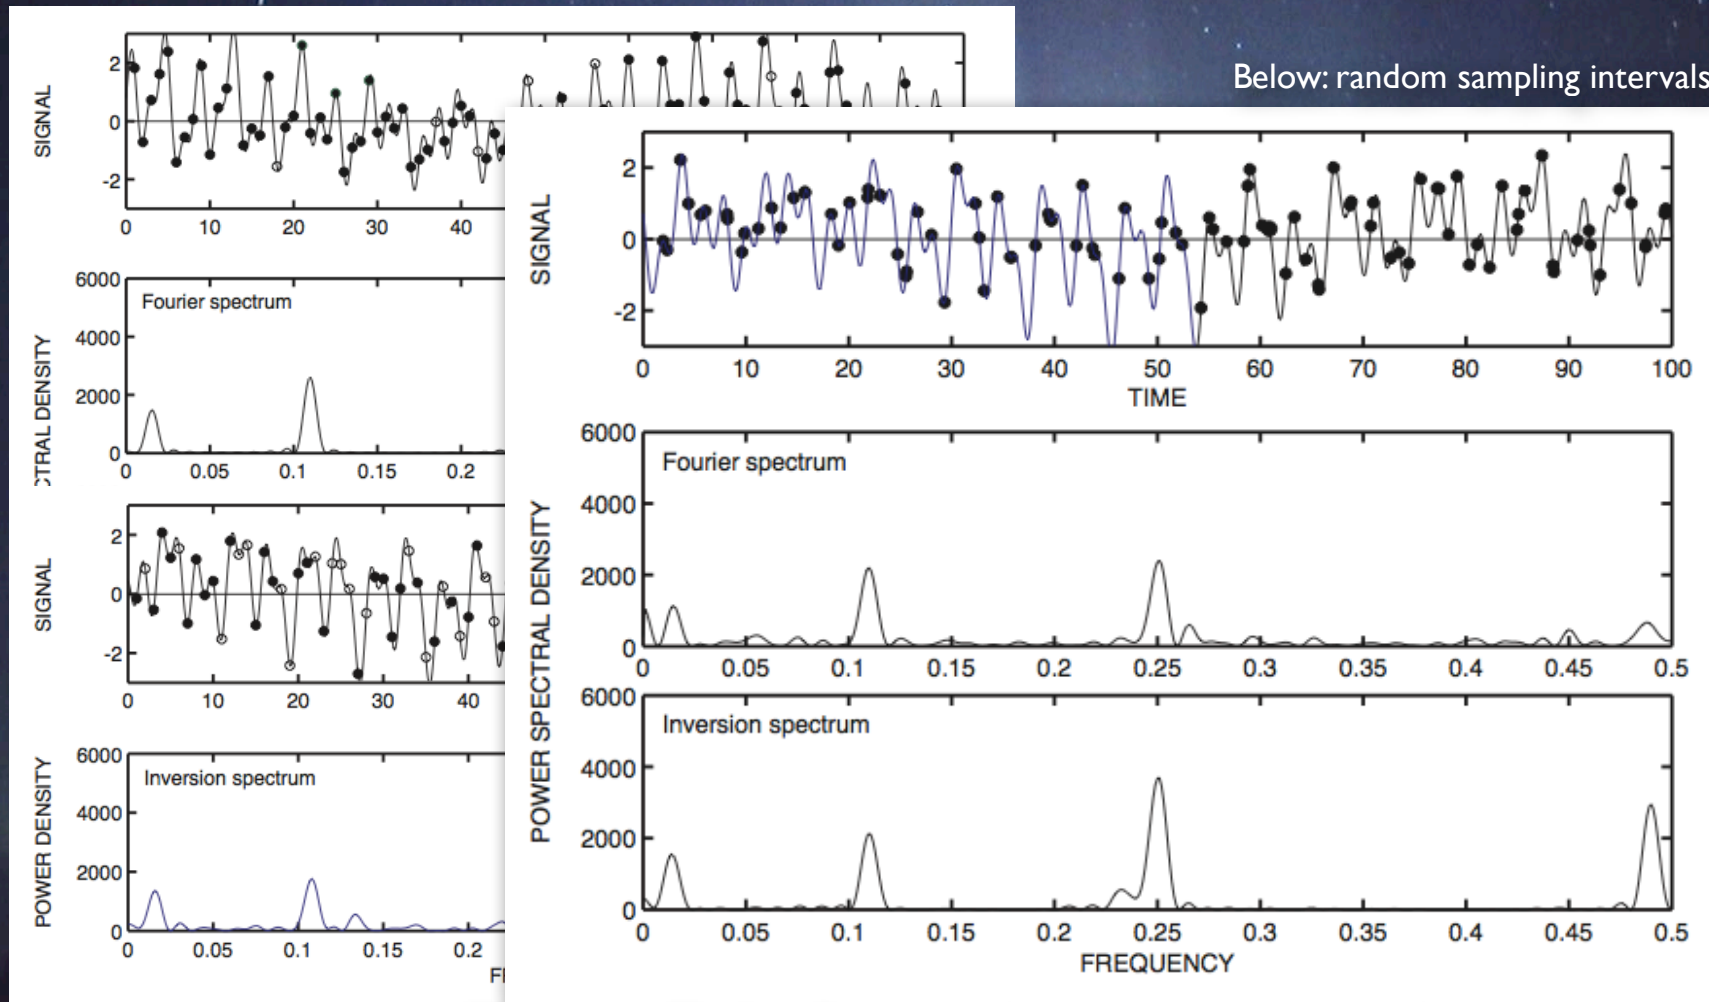 Below: random sampling intervals
SIGNAL
2
0
-2
0 10 20 30 40
6000
4000
2000
0
Fourier spectrum
CTRAL DENSITY
0 0.05 0.1 0.15 0.2
SIGNAL
2
0
-2
0 10 20 30 40
6000
4000
2000
0
Inversion spectrum
POWER DENSITY
0 0.05 0.1 0.15 0.2
SIGNAL
2
0
-2
0 10 20 30 40 50 60 70 80 90 100
TIME
POWER SPECTRAL DENSITY
6000
4000
2000
0
Fourier spectrum
0 0.05 0.1 0.15 0.2 0.25 0.3 0.35 0.4 0.45 0.5
6000
4000
2000
0
Inversion spectrum
0 0.05 0.1 0.15 0.2 0.25 0.3 0.35 0.4 0.45 0.5
FREQUENCY